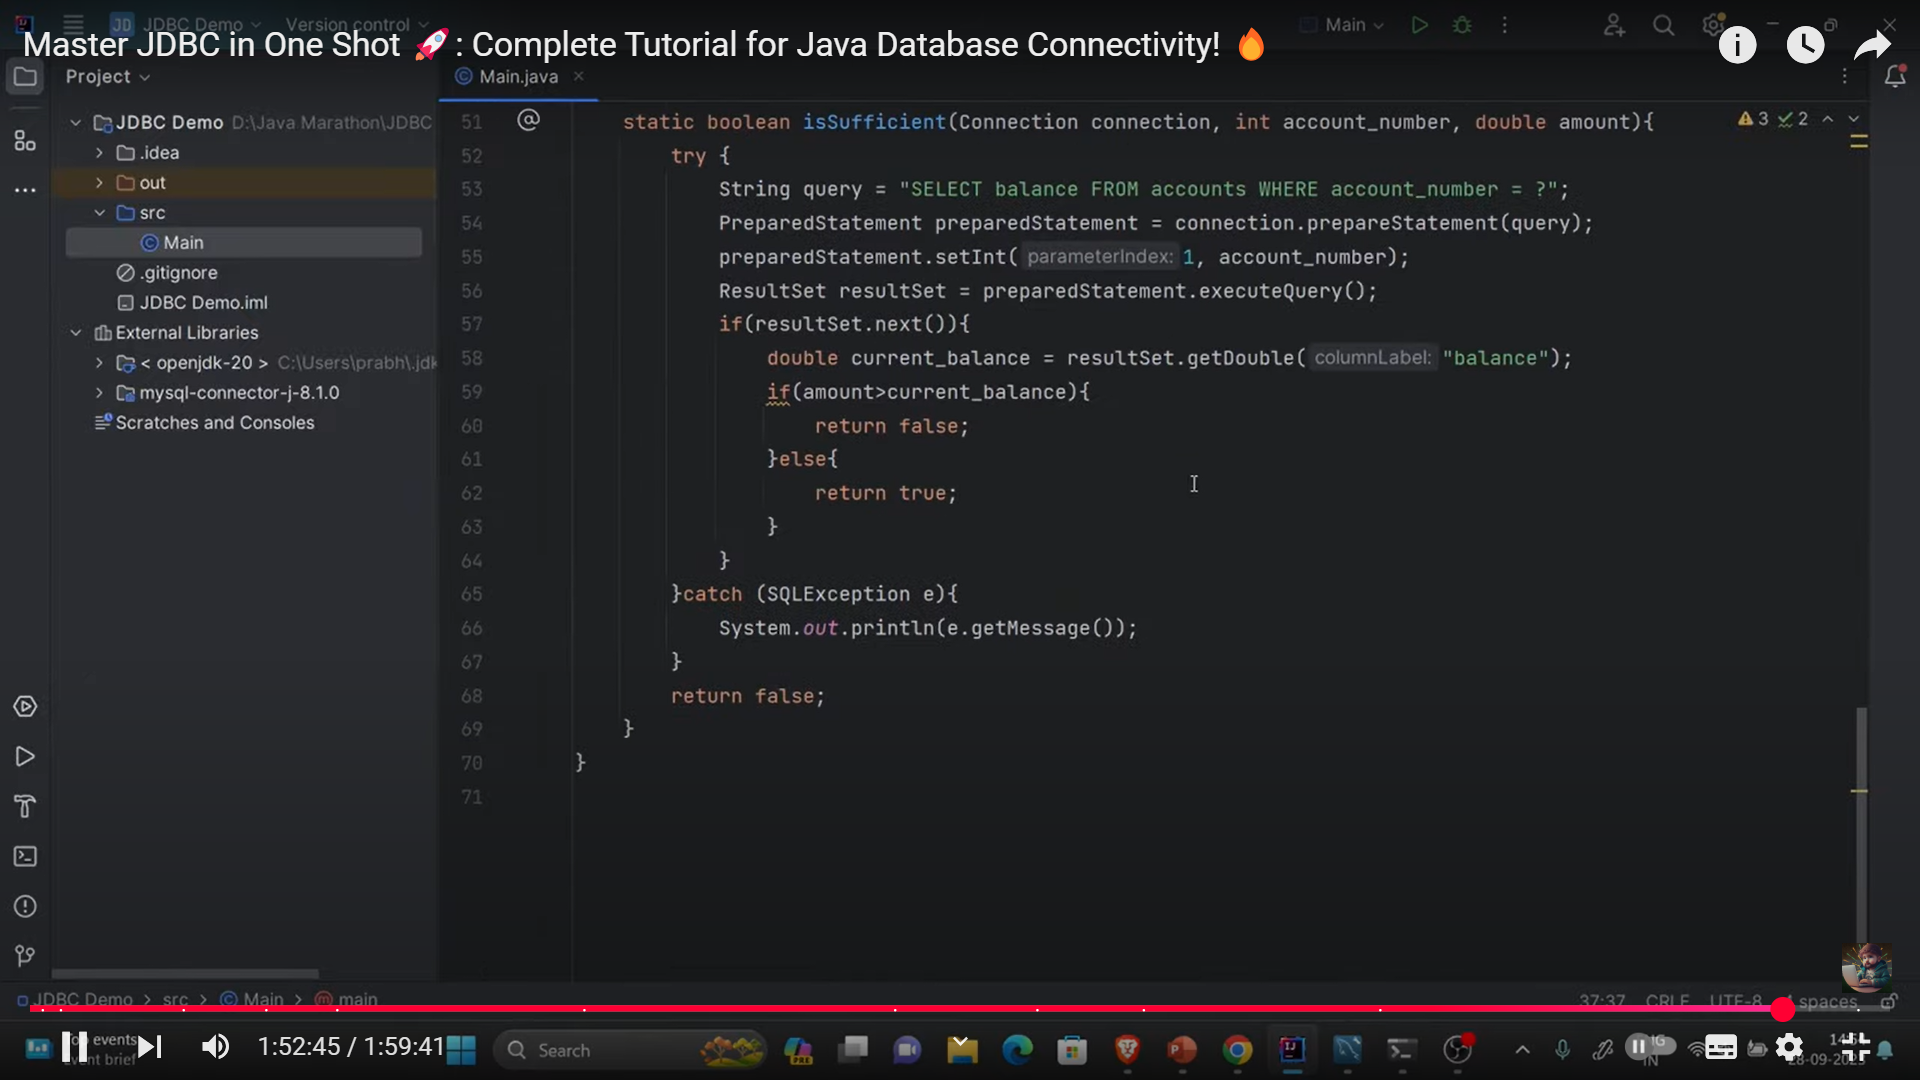 JD JDBC Demo Version control Main
Master JDBC in One Shot 🚀: Complete Tutorial for Java Database Connectivity! 🔥
Project
Main.java
JDBC Demo D:\Java Marathon\JDBC
.idea
out
src
Main
.gitignore
JDBC Demo.iml
External Libraries
< openjdk-20 > C:\Users\prabh\.jdk
mysql-connector-j-8.1.0
Scratches and Consoles
3 2
51 static boolean isSufficient(Connection connection, int account_number, double amount){
52 try {
53 String query = "SELECT balance FROM accounts WHERE account_number = ?";
54 PreparedStatement preparedStatement = connection.prepareStatement(query);
55 preparedStatement.setInt( parameterIndex: 1, account_number);
56 ResultSet resultSet = preparedStatement.executeQuery();
57 if(resultSet.next()){
58 double current_balance = resultSet.getDouble( columnLabel: "balance");
59 if(amount>current_balance){
60 return false;
61 }else{
62 return true;
63 }
64 }
65 }catch (SQLException e){
66 System.out.println(e.getMessage());
67 }
68 return false;
69 }
70 }
71
JDBC Demo > src > Main > main
37:37 CRLF UTF-8 spaces
events
ent brief
1:52:45 / 1:59:41
Search
PRE
IJ
IN